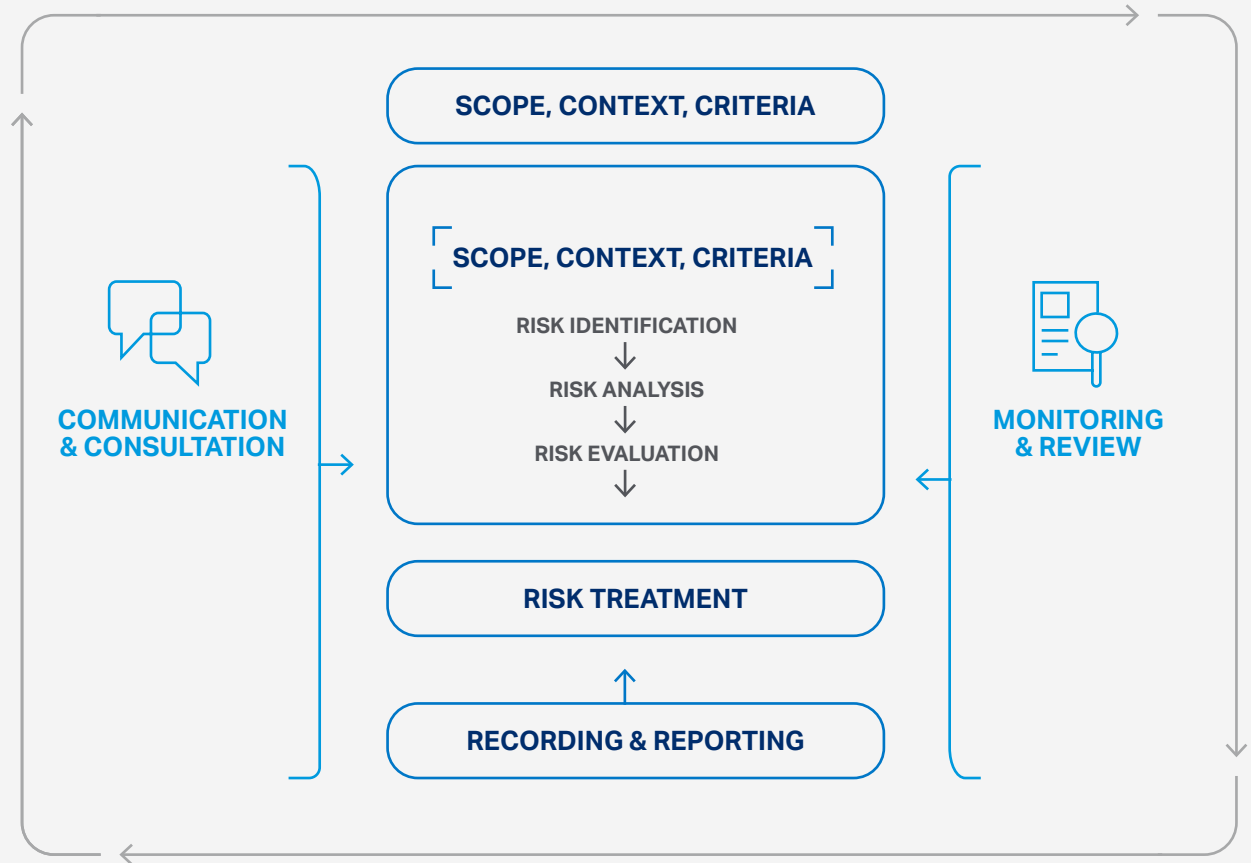 SCOPE, CONTEXT, CRITERIA
SCOPE, CONTEXT, CRITERIA
RISK IDENTIFICATION
RISK ANALYSIS
RISK EVALUATION
COMMUNICATION
& CONSULTATION
MONITORING
& REVIEW
RISK TREATMENT
RECORDING & REPORTING